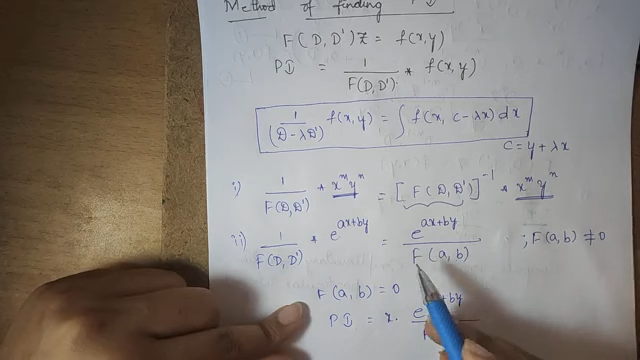 Method of finding
F(D, D') Z = f(x, y)
PI = 1/F(D, D') * f(x, y)
1/(D − λD') f(x, y) = ∫ f(x, c − λx) dx
c = y + λx
i) 1/F(D, D') * x^m y^n = [F(D, D')]^-1 * x^m y^n
ii) 1/F(D, D') * e^(ax+by) = e^(ax+by)/F(a, b) ; F(a, b) ≠ 0
F(a, b) = 0
PI = x.